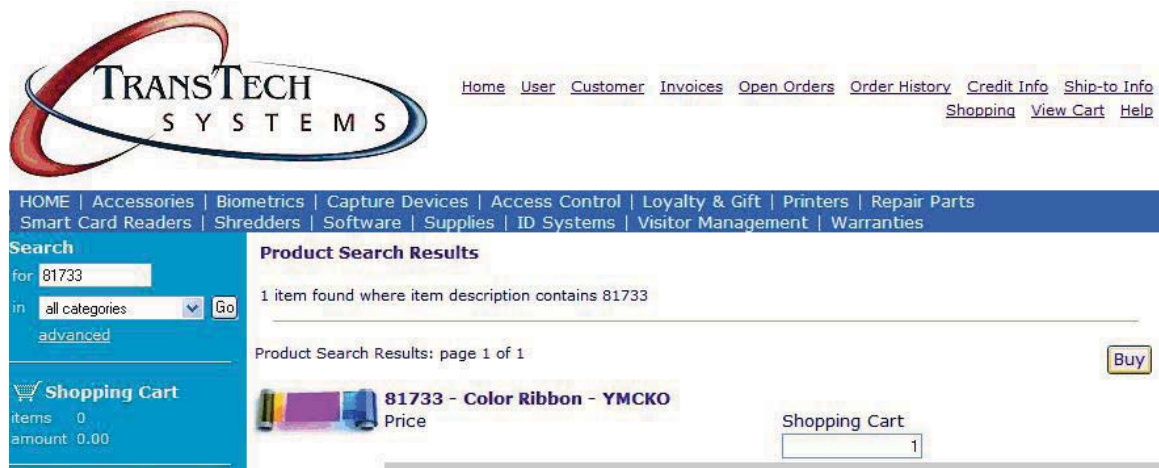 TRANSTECH
SYSTEMS
Home User Customer Invoices Open Orders Order History Credit Info Ship-to Info
Shopping View Cart Help
HOME | Accessories | Biometrics | Capture Devices | Access Control | Loyalty & Gift | Printers | Repair Parts
Smart Card Readers | Shredders | Software | Supplies | ID Systems | Visitor Management | Warranties
Search
for 81733
in all categories Go
advanced
Shopping Cart
items 0
amount 0.00
Product Search Results
1 item found where item description contains 81733
Product Search Results: page 1 of 1
Buy
81733 - Color Ribbon - YMCKO
Price
Shopping Cart
1